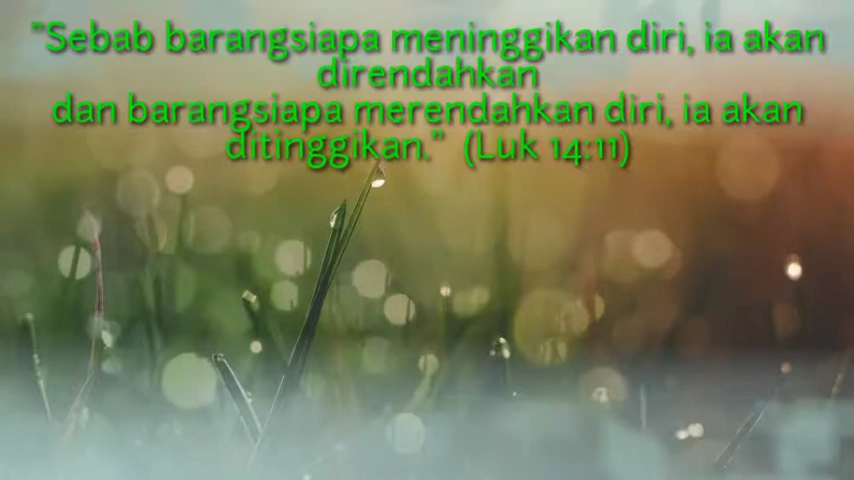 "Sebab barangsiapa meninggikan diri, ia akan
direndahkan
dan barangsiapa merendahkan diri, ia akan
ditinggikan." (Luk 14:11)